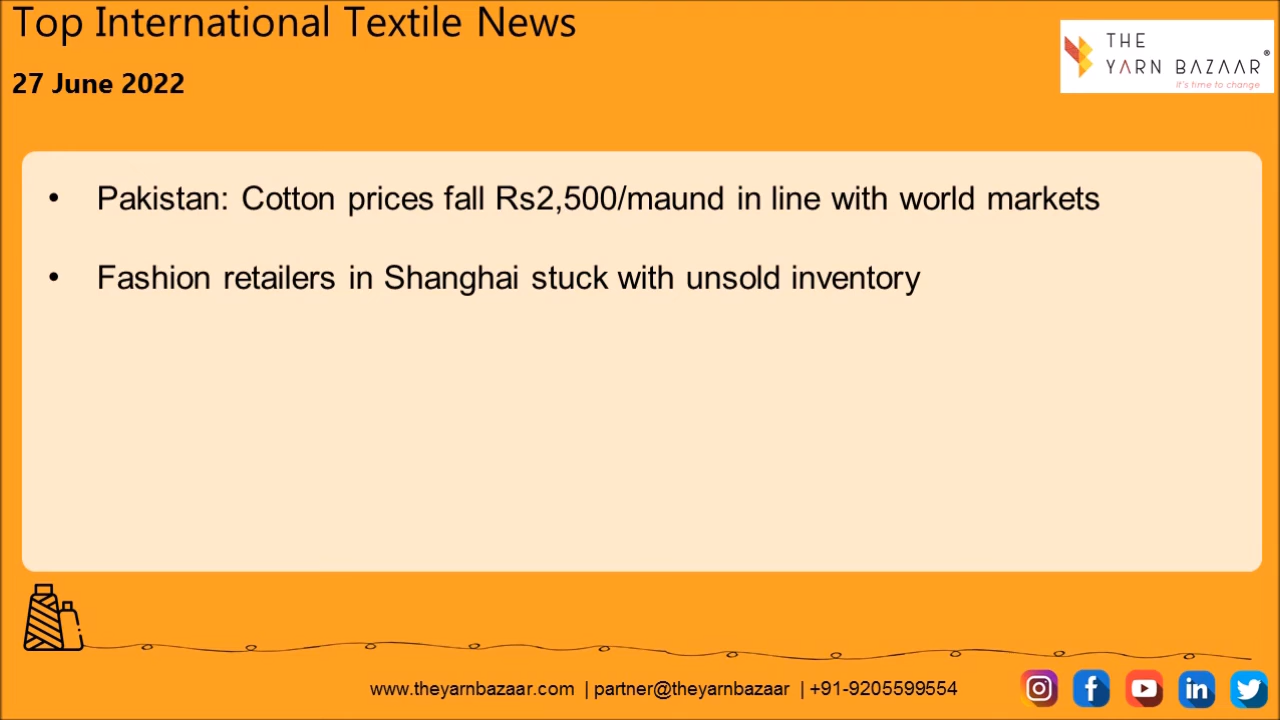 Top International Textile News
27 June 2022
THE
YARN BAZAAR®
it's time to change
• Pakistan: Cotton prices fall Rs2,500/maund in line with world markets
• Fashion retailers in Shanghai stuck with unsold inventory
www.theyarnbazaar.com | partner@theyarnbazaar | +91-9205599554